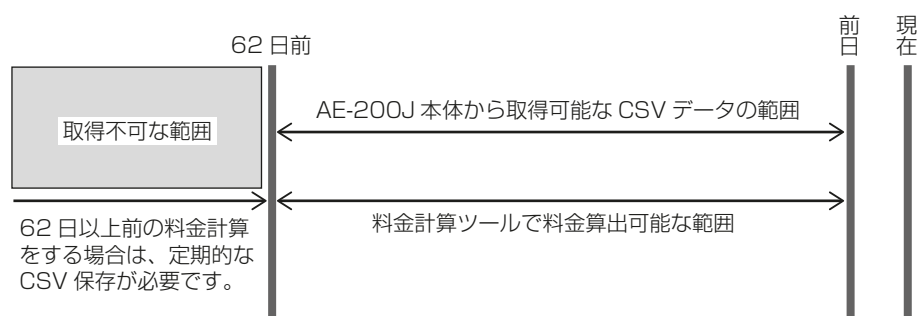 62 日前
前日
現在
AE-200J 本体から取得可能な CSV データの範囲
取得不可な範囲
料金計算ツールで料金算出可能な範囲
62 日以上前の料金計算
をする場合は、定期的な
CSV 保存が必要です。